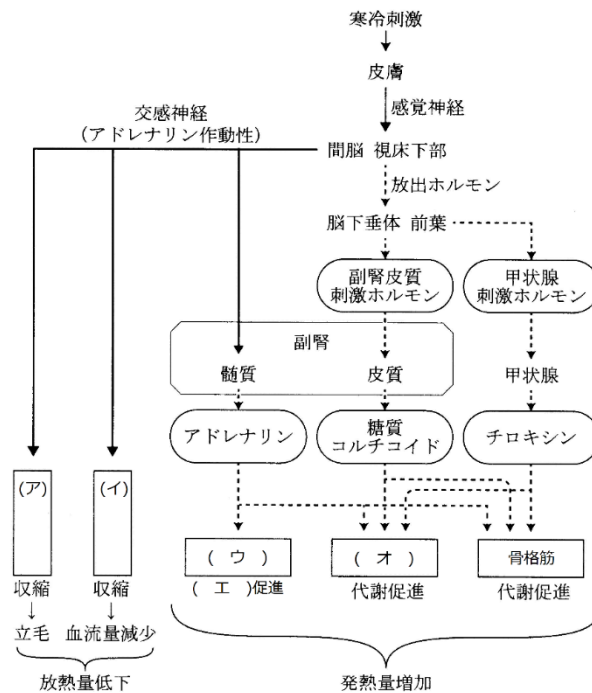 寒冷刺激
皮膚
感覚神経
交感神経
(アドレナリン作動性)
間脳 視床下部
放出ホルモン
脳下垂体 前葉
副腎皮質
刺激ホルモン
甲状腺
刺激ホルモン
副腎
髄質
皮質
甲状腺
アドレナリン
糖質
コルチコイド
チロキシン
(ア)
(イ)
(ウ)
(オ)
骨格筋
収縮
収縮
(エ)促進
代謝促進
代謝促進
立毛
血流量減少
放熱量低下
発熱量増加